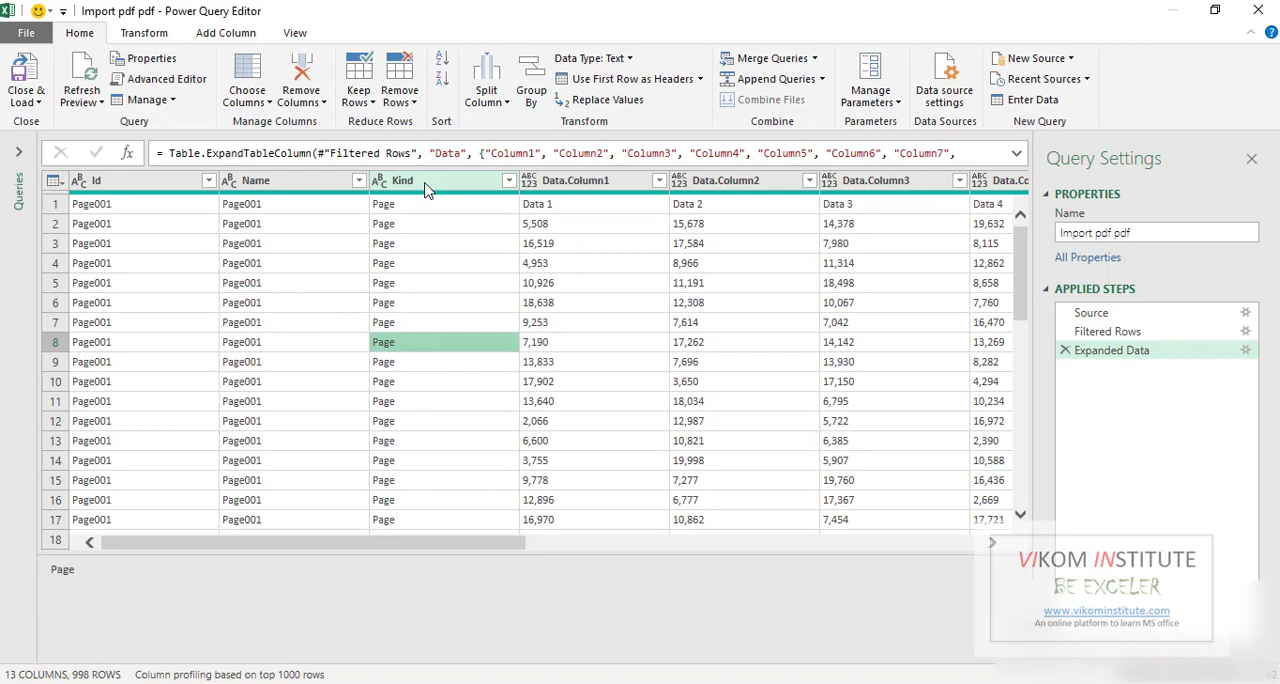 Import pdf pdf - Power Query Editor
File Home Transform Add Column View
Close & Load
Refresh Preview
Properties
Advanced Editor
Manage
Choose Columns
Remove Columns
Keep Rows
Remove Rows
Split Column
Group By
Data Type: Text
Use First Row as Headers
Replace Values
Merge Queries
Append Queries
Combine Files
Manage Parameters
Data source settings
New Source
Recent Sources
Enter Data
Close Query Manage Columns Reduce Rows Sort Transform Combine Parameters Data Sources New Query
Queries
fx = Table.ExpandTableColumn(#"Filtered Rows", "Data", {"Column1", "Column2", "Column3", "Column4", "Column5", "Column6", "Column7",
Id Name Kind Data.Column1 Data.Column2 Data.Column3 Data.Co
1 Page001 Page001 Page Data 1 Data 2 Data 3 Data 4
2 Page001 Page001 Page 5,508 15,678 14,378 19,632
3 Page001 Page001 Page 16,519 17,584 7,980 8,115
4 Page001 Page001 Page 4,953 8,966 11,314 12,862
5 Page001 Page001 Page 10,926 11,191 18,498 8,658
6 Page001 Page001 Page 18,638 12,308 10,067 7,760
7 Page001 Page001 Page 9,253 7,614 7,042 16,470
8 Page001 Page001 Page 7,190 17,262 14,142 13,269
9 Page001 Page001 Page 13,833 7,696 13,930 8,282
10 Page001 Page001 Page 17,902 3,650 17,150 4,294
11 Page001 Page001 Page 13,640 18,034 6,795 10,234
12 Page001 Page001 Page 2,066 12,987 5,722 16,972
13 Page001 Page001 Page 6,600 10,821 6,385 2,390
14 Page001 Page001 Page 3,755 19,998 5,907 10,588
15 Page001 Page001 Page 9,778 7,277 19,760 16,436
16 Page001 Page001 Page 12,896 6,777 17,367 2,669
17 Page001 Page001 Page 16,970 10,862 7,454 17,721
18
Page
Query Settings
PROPERTIES
Name
Import pdf pdf
All Properties
APPLIED STEPS
Source
Filtered Rows
Expanded Data
VIKOM INSTITUTE
BE EXCELER
www.vikominstitute.com
An online platform to learn MS office
13 COLUMNS, 998 ROWS Column profiling based on top 1000 rows